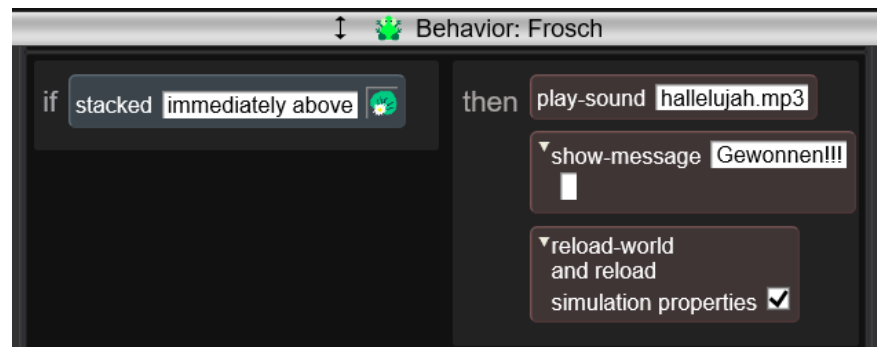 Behavior: Frosch
if stacked immediately above
then play-sound hallelujah.mp3
show-message Gewonnen!!!
reload-world
and reload
simulation properties